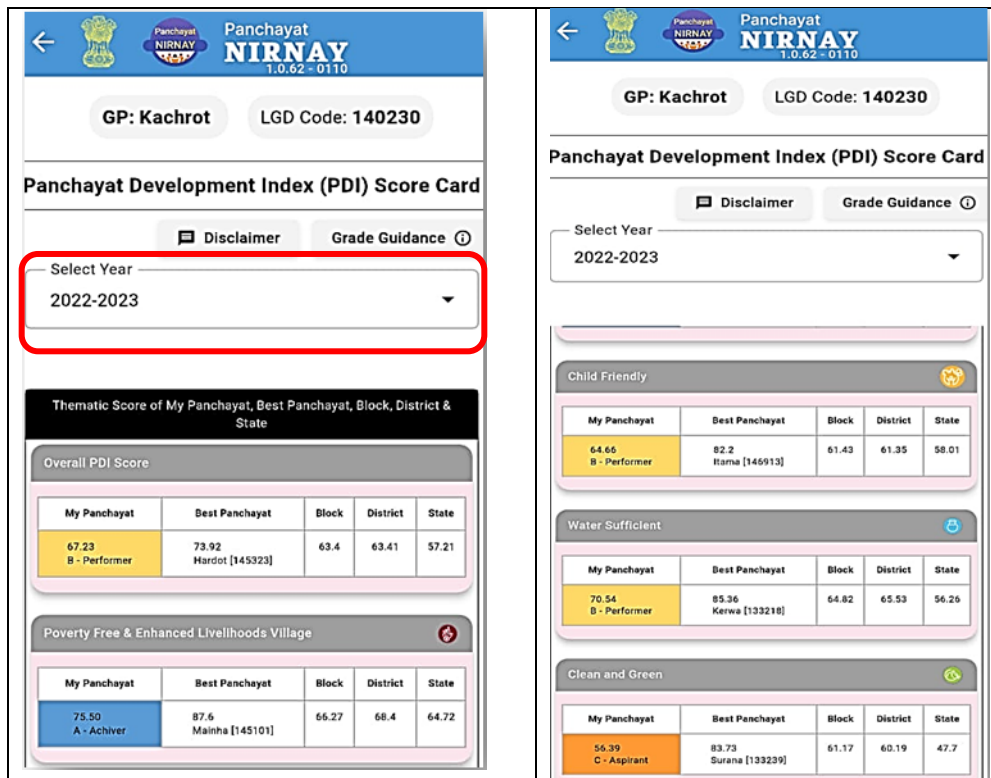 Panchayat
NIRNAY
Panchayat
NIRNAY
1.0.62 - 0110
GP: Kachrot
LGD Code: 140230
Panchayat Development Index (PDI) Score Card
Disclaimer
Grade Guidance
Select Year
2022-2023
Thematic Score of My Panchayat, Best Panchayat, Block, District &
State
Overall PDI Score
My Panchayat Best Panchayat Block District State
67.23 73.92 63.4 63.41 57.21
B - Performer Hardot [145323]
Poverty Free & Enhanced Livelihoods Village
My Panchayat Best Panchayat Block District State
75.50 87.6 66.27 68.4 64.72
A - Achiver Mainha [145101]
Panchayat
NIRNAY
Panchayat
NIRNAY
1.0.62 - 0110
GP: Kachrot
LGD Code: 140230
Panchayat Development Index (PDI) Score Card
Disclaimer
Grade Guidance
Select Year
2022-2023
Child Friendly
My Panchayat Best Panchayat Block District State
64.66 82.2 61.43 61.35 58.01
B - Performer Itama [146913]
Water Sufficient
My Panchayat Best Panchayat Block District State
70.54 85.36 64.82 65.53 56.26
B - Performer Kerwa [133218]
Clean and Green
My Panchayat Best Panchayat Block District State
56.39 83.73 61.17 60.19 47.7
C - Aspirant Surana [133239]